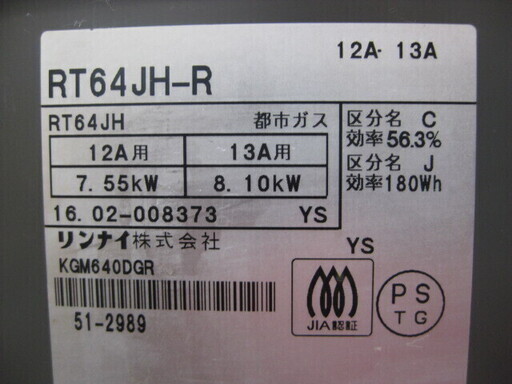 12A·13A
RT64JH-R
RT64JH 都市ガス
12A用 13A用
7.55kW 8.10kW
区分名 C
効率56.3%
区分名 J
効率180Wh
16.02-008373 YS
リンナイ株式会社
YS
KGM640DGR
51-2989
JIA認証
PS
TG